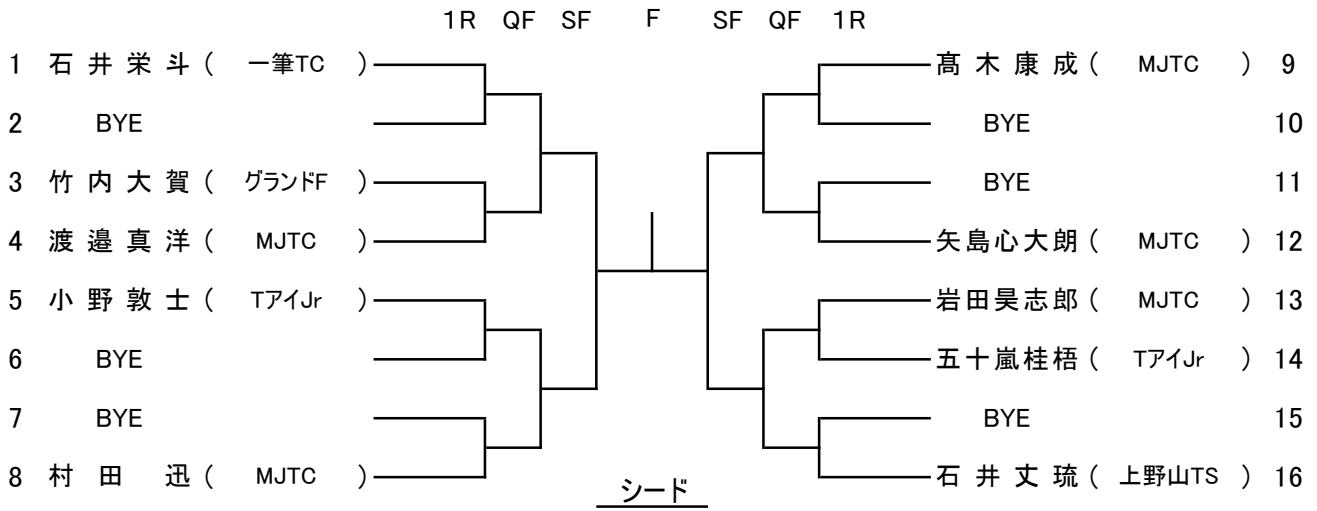 1R QF SF F SF QF 1R
1 石井栄斗 ( 一筆TC ) 髙木康成 ( MJTC ) 9
2 BYE BYE 10
3 竹内大賀 ( グランドF ) BYE 11
4 渡邉真洋 ( MJTC ) 矢島心大朗 ( MJTC ) 12
5 小野敦士 ( TアイJr ) 岩田昊志郎 ( MJTC ) 13
6 BYE 五十嵐桂梧 ( TアイJr ) 14
7 BYE BYE 15
8 村田 迅 ( MJTC ) 石井丈琉 ( 上野山TS ) 16
シード